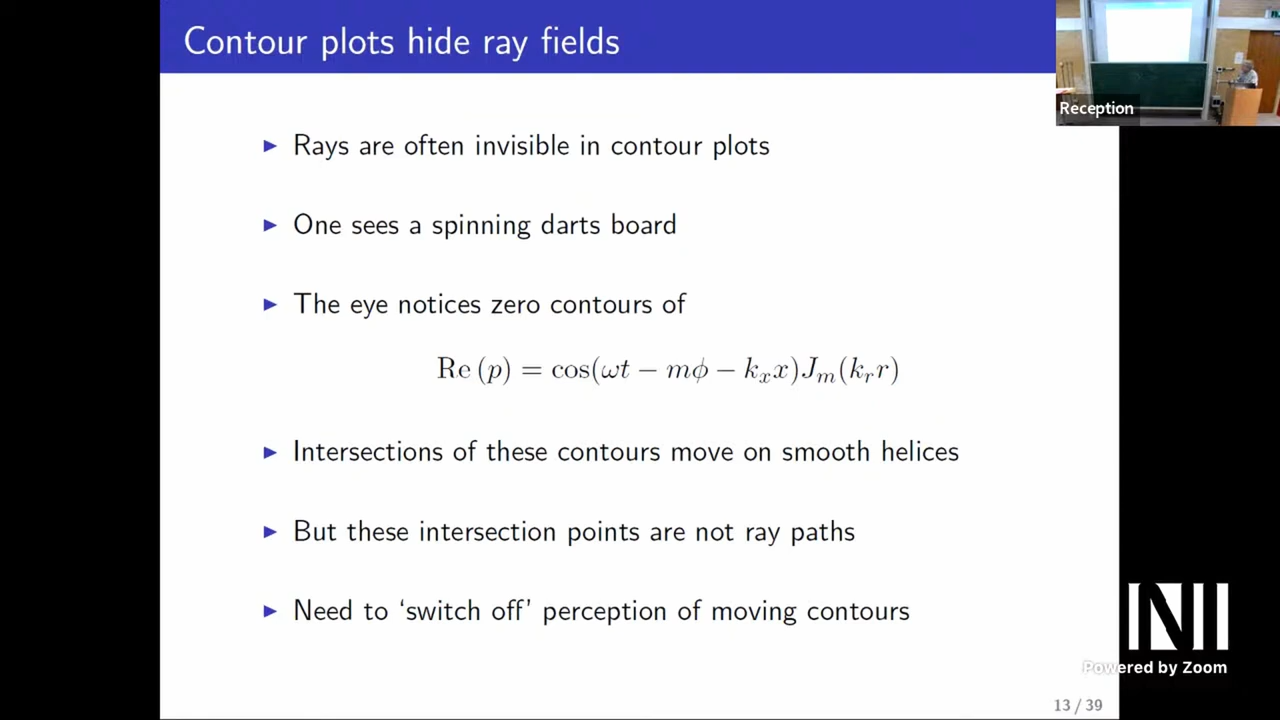 Contour plots hide ray fields
Reception
▶ Rays are often invisible in contour plots
▶ One sees a spinning darts board
▶ The eye notices zero contours of
Re (p) = cos(ωt − mϕ − kₓx)Jₘ(kᵣr)
▶ Intersections of these contours move on smooth helices
▶ But these intersection points are not ray paths
▶ Need to ‘switch off’ perception of moving contours
Powered by Zoom
13 / 39